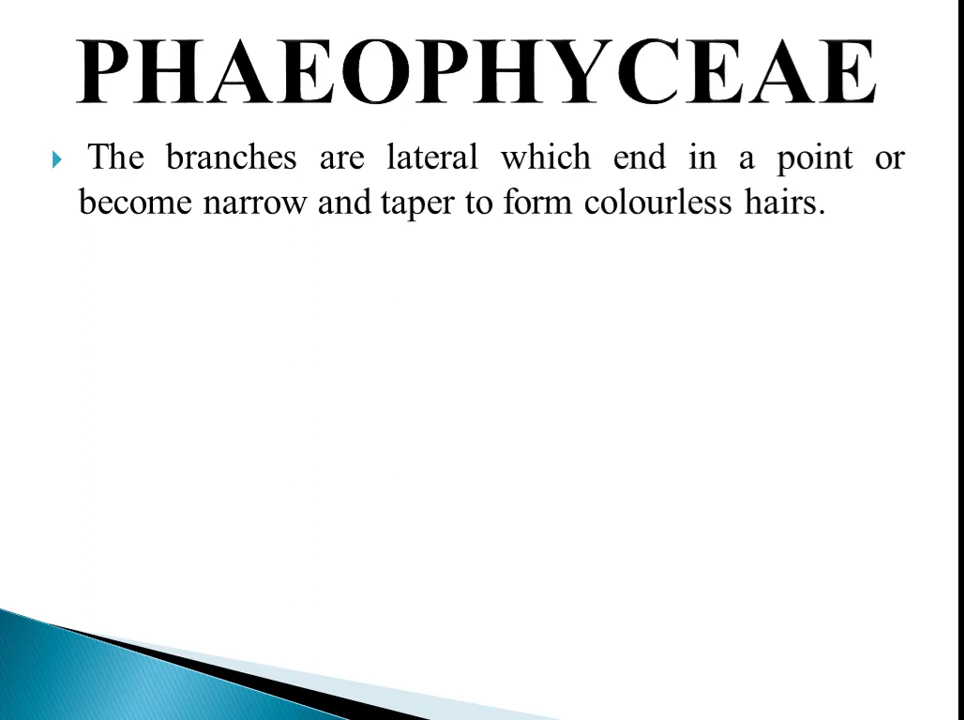 PHAEOPHYCEAE
The branches are lateral which end in a point or
become narrow and taper to form colourless hairs.